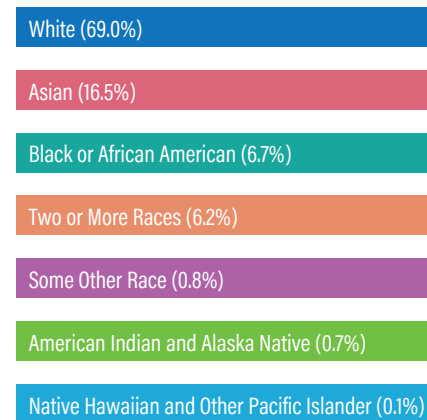 White (69.0%)
Asian (16.5%)
Black or African American (6.7%)
Two or More Races (6.2%)
Some Other Race (0.8%)
American Indian and Alaska Native (0.7%)
Native Hawaiian and Other Pacific Islander (0.1%)